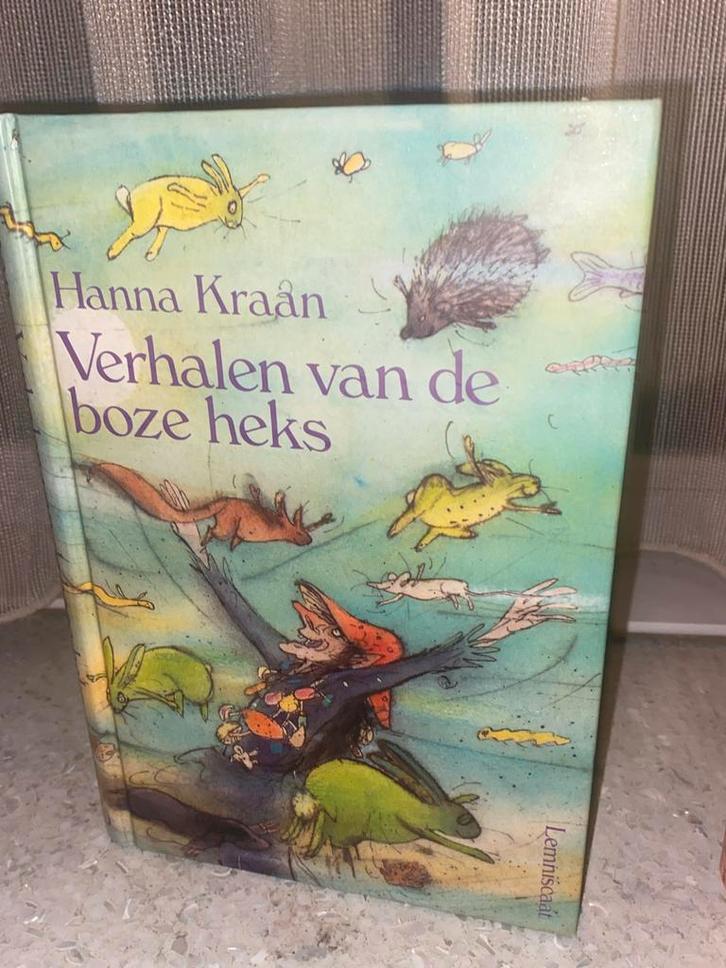 Hanna Kraan
Verhalen van de
boze heks
Lemniscaat